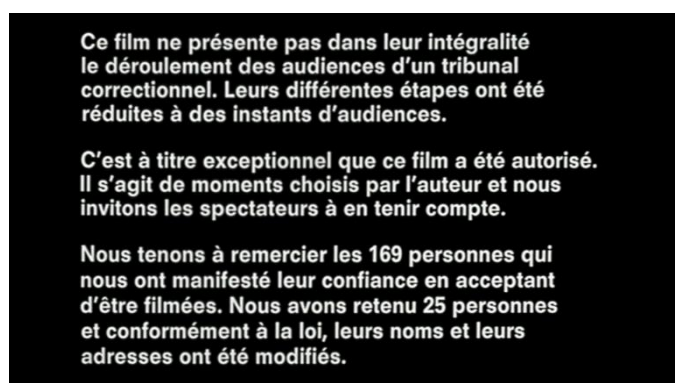 Ce film ne présente pas dans leur intégralité
le déroulement des audiences d'un tribunal
correctionnel. Leurs différentes étapes ont été
réduites à des instants d'audiences.
C'est à titre exceptionnel que ce film a été autorisé.
Il s'agit de moments choisis par l'auteur et nous
invitons les spectateurs à en tenir compte.
Nous tenons à remercier les 169 personnes qui
nous ont manifesté leur confiance en acceptant
d'être filmées. Nous avons retenu 25 personnes
et conformément à la loi, leurs noms et leurs
adresses ont été modifiés.